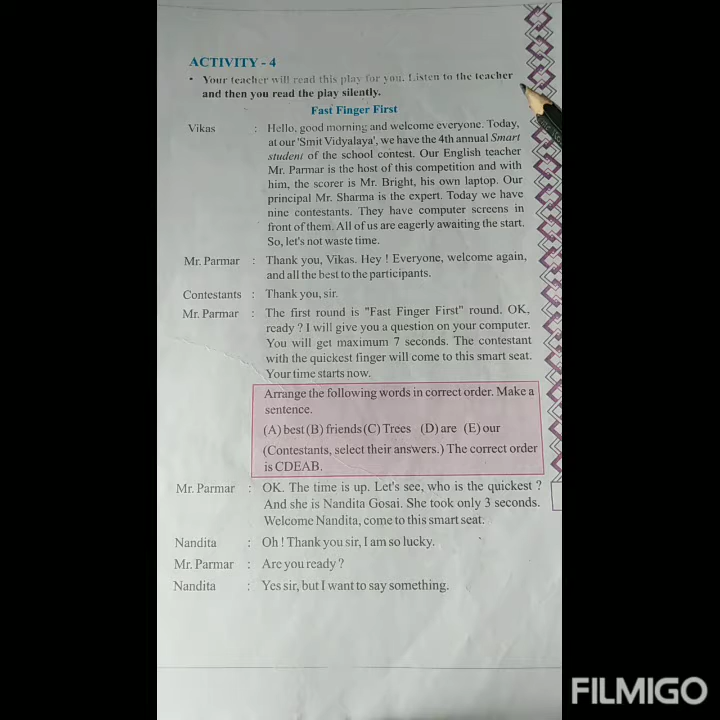 ACTIVITY - 4
• Your teacher will read this play for you. Listen to the teacher
and then you read the play silently.
Fast Finger First
Vikas : Hello, good morning and welcome everyone. Today,
at our 'Smit Vidyalaya', we have the 4th annual Smart
student of the school contest. Our English teacher
Mr. Parmar is the host of this competition and with
him, the scorer is Mr. Bright, his own laptop. Our
principal Mr. Sharma is the expert. Today we have
nine contestants. They have computer screens in
front of them. All of us are eagerly awaiting the start.
So, let's not waste time.
Mr. Parmar : Thank you, Vikas. Hey ! Everyone, welcome again,
and all the best to the participants.
Contestants : Thank you, sir.
Mr. Parmar : The first round is "Fast Finger First" round. OK,
ready ? I will give you a question on your computer.
You will get maximum 7 seconds. The contestant
with the quickest finger will come to this smart seat.
Your time starts now.
Arrange the following words in correct order. Make a
sentence.
(A) best (B) friends (C) Trees (D) are (E) our
(Contestants, select their answers.) The correct order
is CDEAB.
Mr. Parmar : OK. The time is up. Let's see, who is the quickest ?
And she is Nandita Gosai. She took only 3 seconds.
Welcome Nandita, come to this smart seat.
Nandita : Oh ! Thank you sir, I am so lucky.
Mr. Parmar : Are you ready ?
Nandita : Yes sir, but I want to say something.
FILMIGO